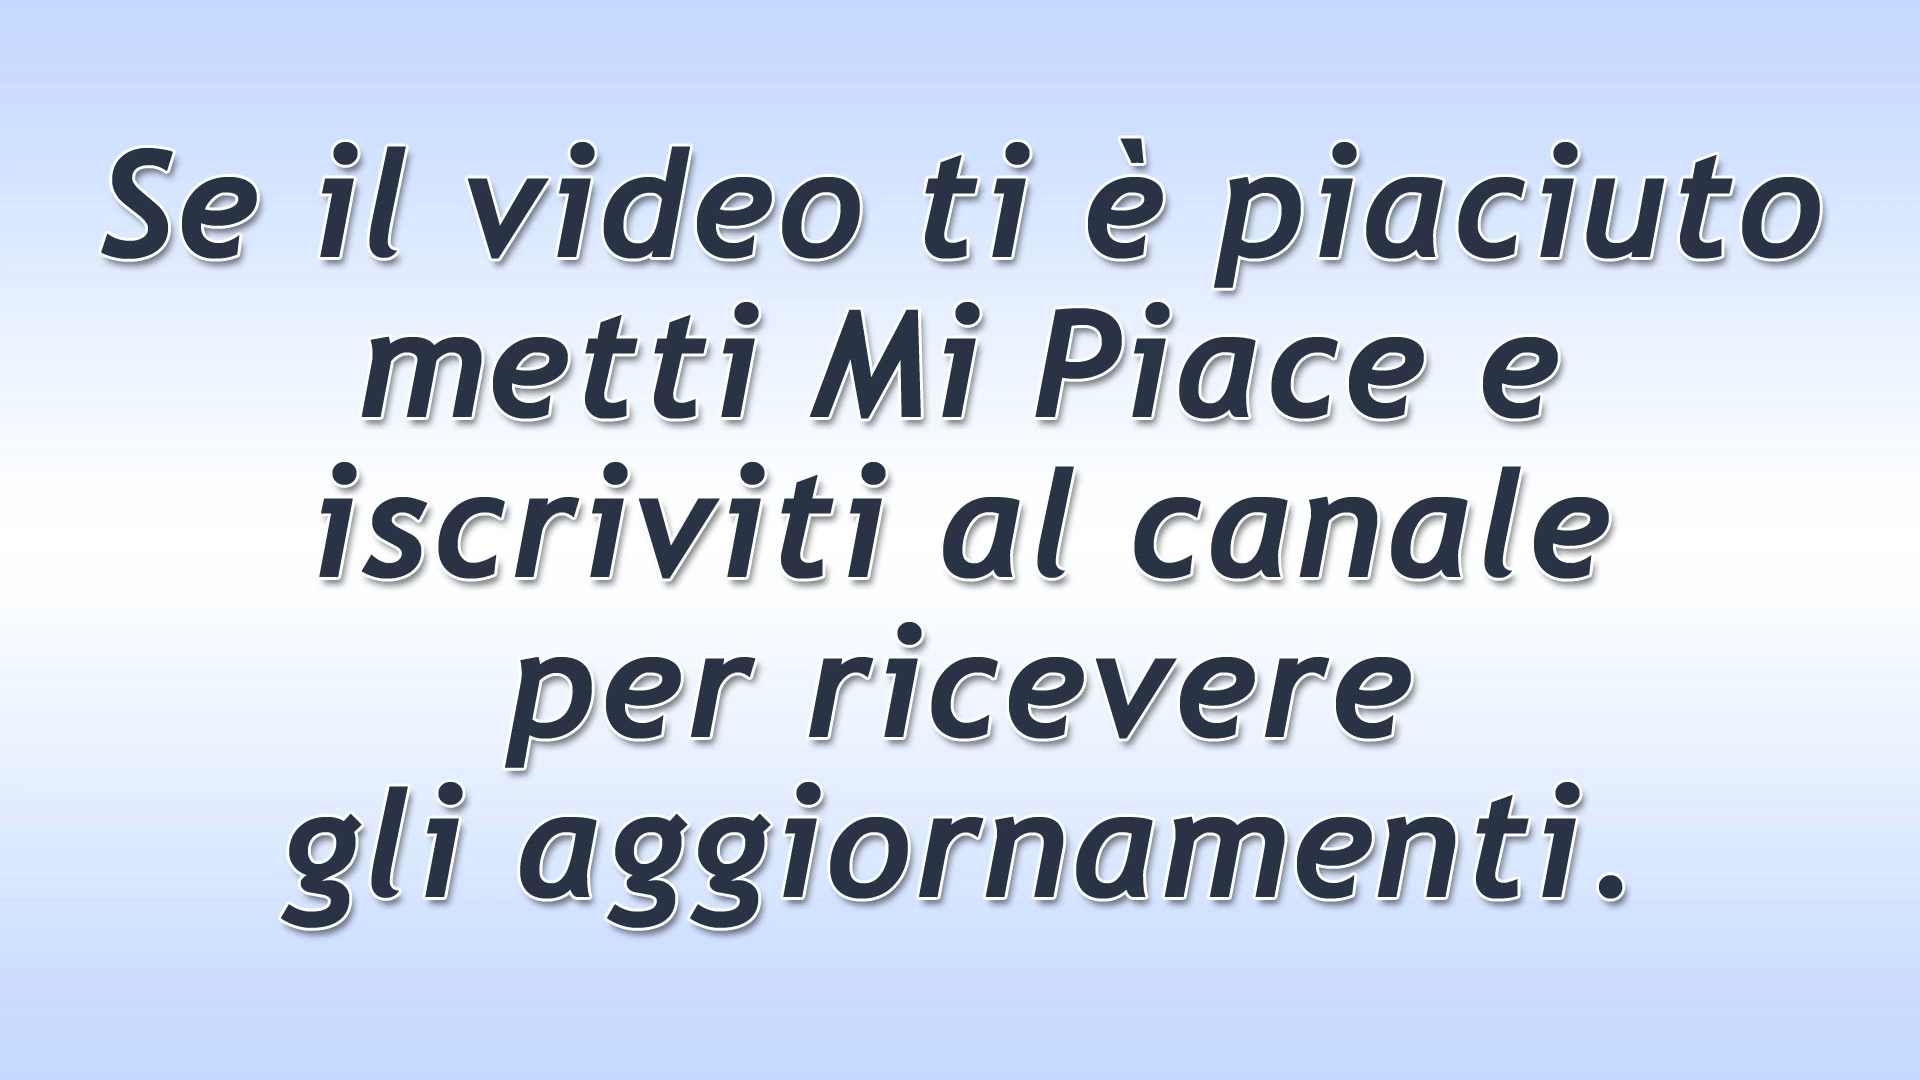 Se il video ti è piaciuto
metti Mi Piace e
iscriviti al canale
per ricevere
gli aggiornamenti.